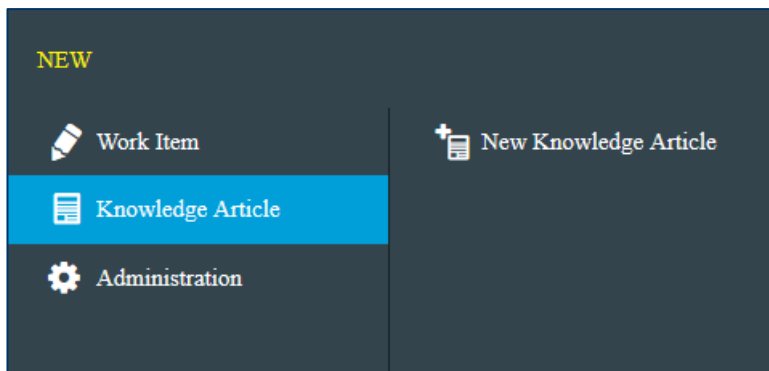 NEW
Work Item
New Knowledge Article
Knowledge Article
Administration